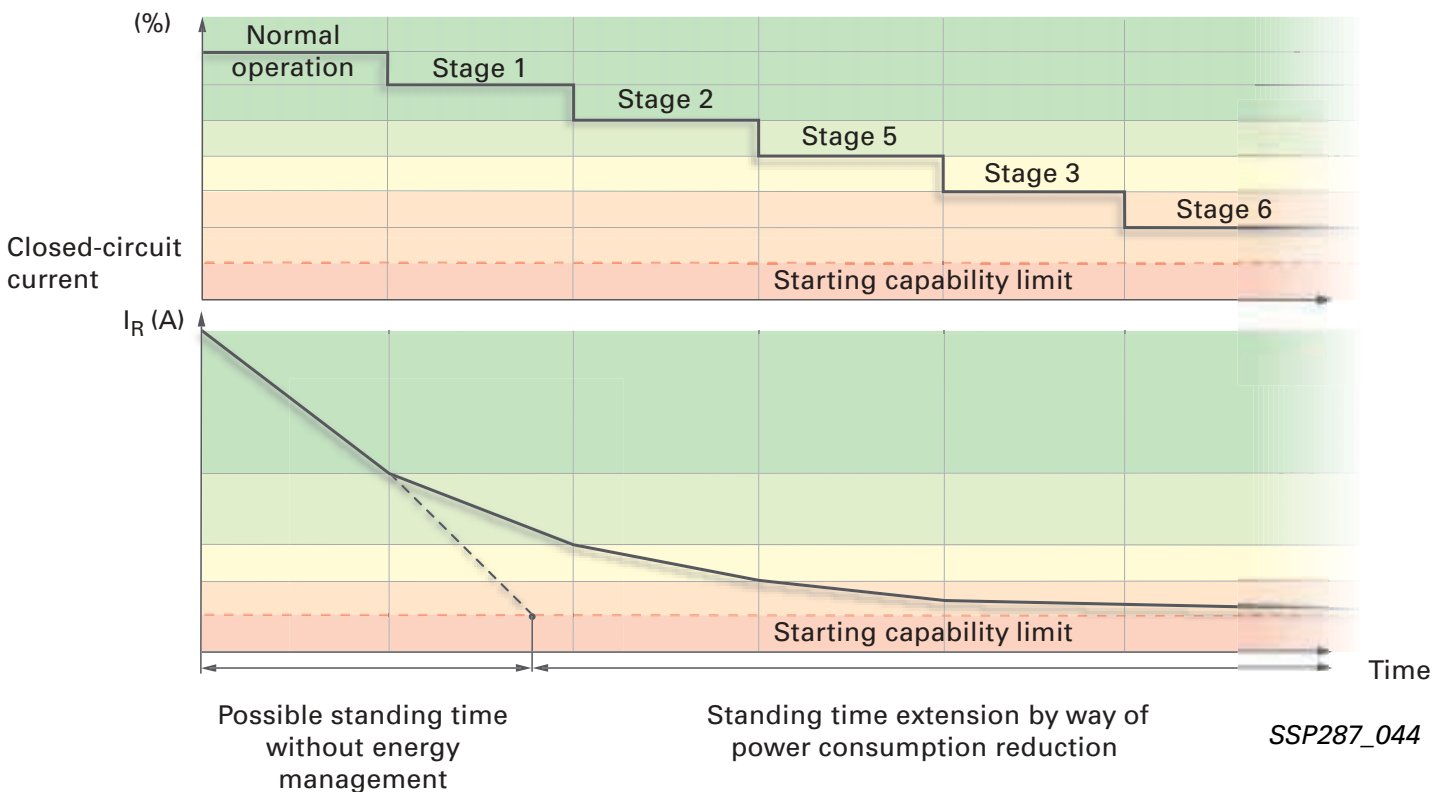 (%)
Normal
operation
Stage 1
Stage 2
Stage 5
Stage 3
Stage 6
Closed-circuit
current
Starting capability limit
I_R (A)
Starting capability limit
Time
Possible standing time
without energy
management
Standing time extension by way of
power consumption reduction
SSP287_044